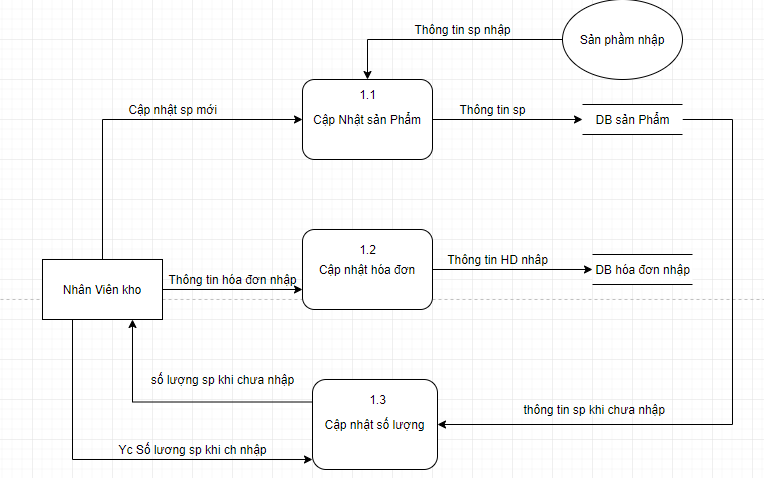 Thông tin sp nhập
Sản phầm nhập
1.1
Cập Nhật sản Phẩm
Cập nhật sp mới
Thông tin sp
DB sản Phẩm
1.2
Cập nhật hóa đơn
Thông tin HD nhâp
DB hóa đơn nhập
Nhân Viên kho
Thông tin hóa đơn nhập
số lượng sp khi chưa nhập
1.3
Cập nhật số lượng
thông tin sp khi chưa nhập
Yc Số lương sp khi ch nhập